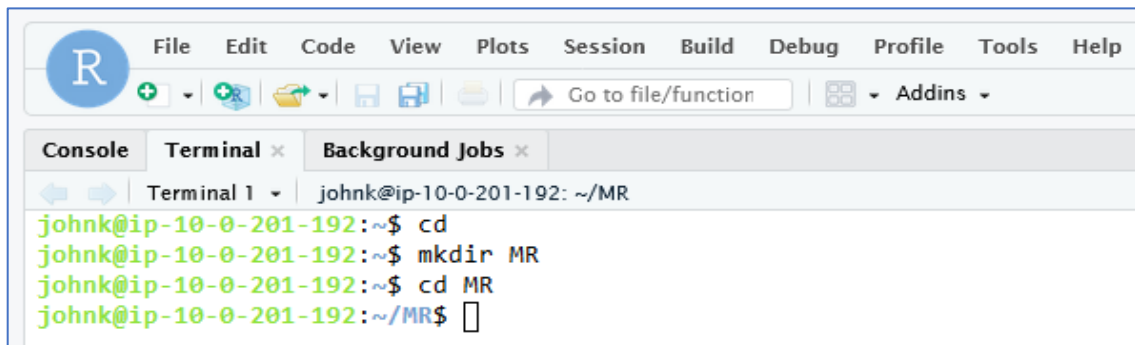 R File Edit Code View Plots Session Build Debug Profile Tools Help
R Go to file/function Addins
Console Terminal Background Jobs
Terminal 1 johnk@ip-10-0-201-192: ~/MR
johnk@ip-10-0-201-192:~$ cd
johnk@ip-10-0-201-192:~$ mkdir MR
johnk@ip-10-0-201-192:~$ cd MR
johnk@ip-10-0-201-192:~/MR$